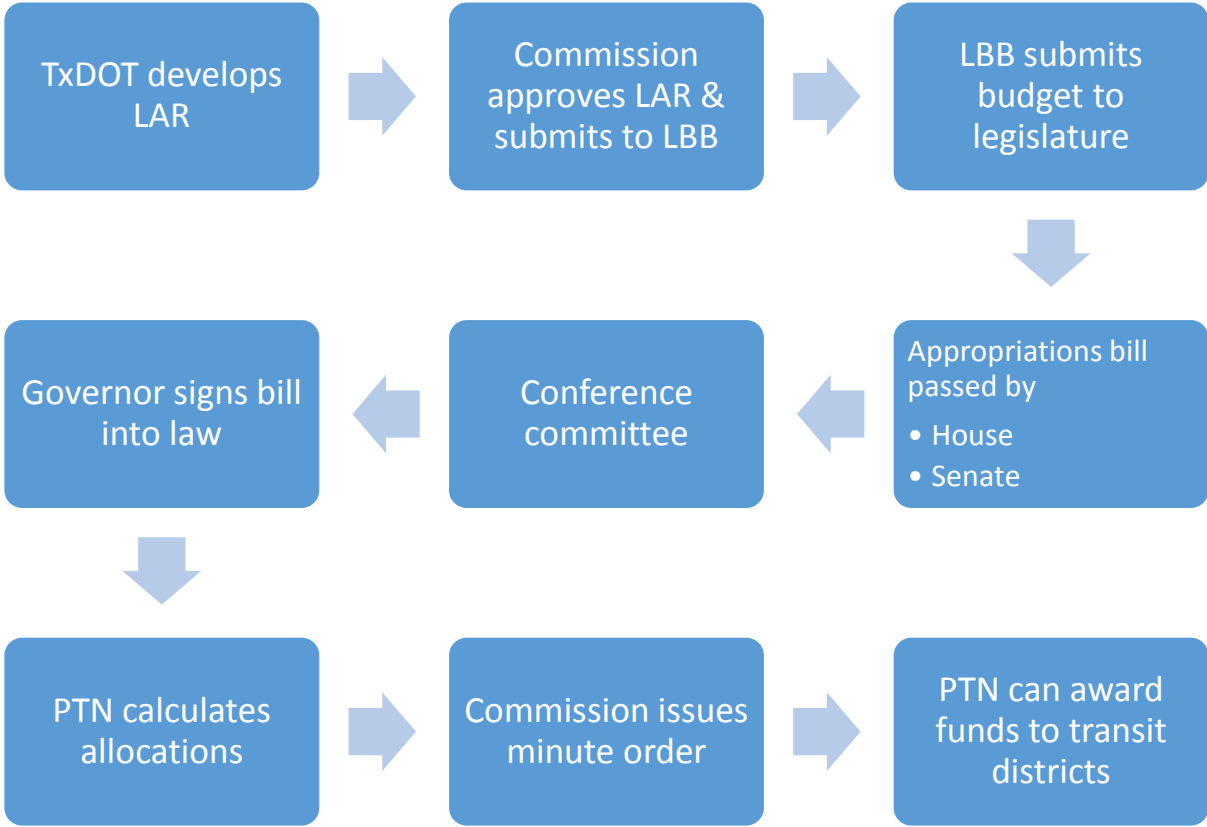 TxDOT develops
LAR
Commission
approves LAR &
submits to LBB
LBB submits
budget to
legislature
Appropriations bill
passed by
• House
• Senate
Conference
committee
Governor signs bill
into law
PTN calculates
allocations
Commission issues
minute order
PTN can award
funds to transit
districts